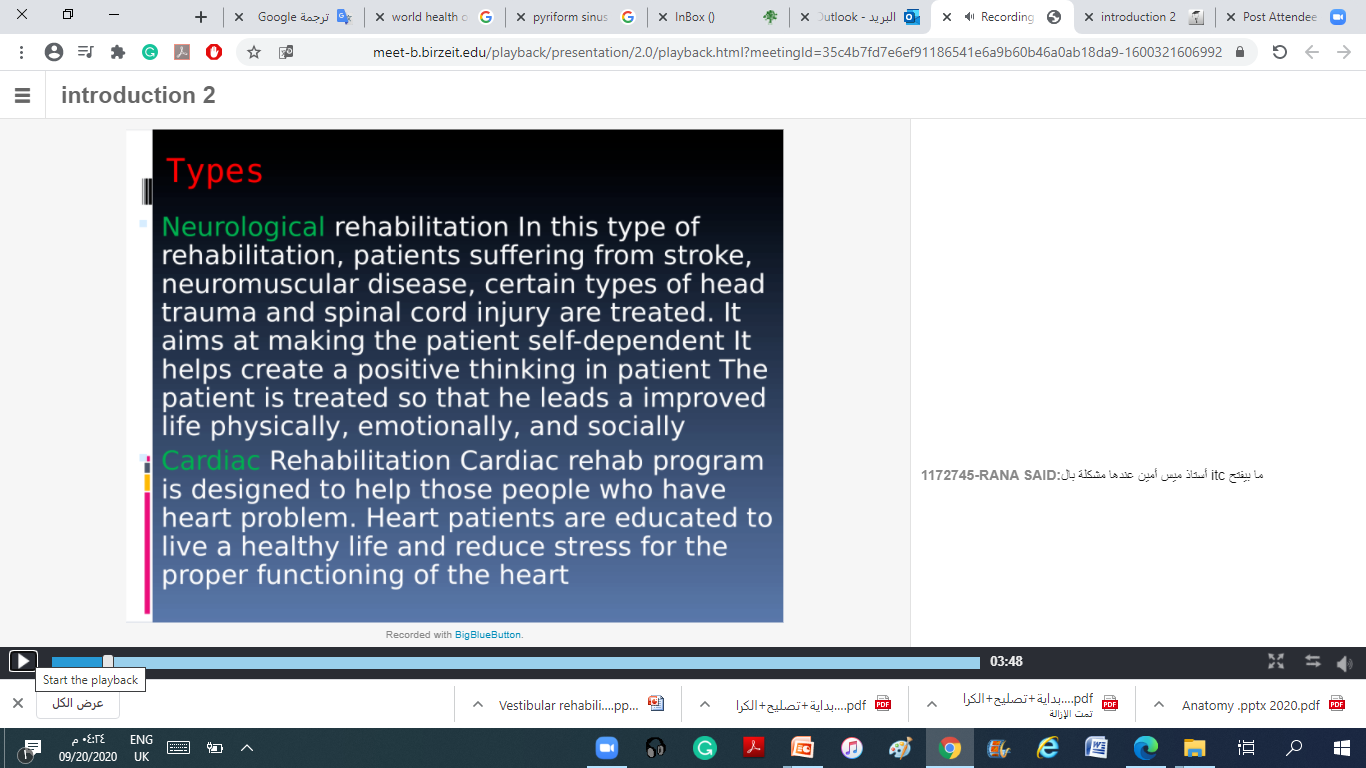 ترجمة Google
world health o
pyriform sinus
InBox ()
البريد - Outlook
Recording
introduction 2
Post Attendee
meet-b.birzeit.edu/playback/presentation/2.0/playback.html?meetingId=35c4b7fd7e6ef91186541e6a9b60b46a0ab18da9-1600321606992
introduction 2
Types
Neurological rehabilitation In this type of
rehabilitation, patients suffering from stroke,
neuromuscular disease, certain types of head
trauma and spinal cord injury are treated. It
aims at making the patient self-dependent It
helps create a positive thinking in patient The
patient is treated so that he leads a improved
life physically, emotionally, and socially
Cardiac Rehabilitation Cardiac rehab program
is designed to help those people who have
heart problem. Heart patients are educated to
live a healthy life and reduce stress for the
proper functioning of the heart
1172745-RANA SAID: أستاذ ميس أمين عندها مشكلة بال itc ما بيفتح
Recorded with BigBlueButton.
03:48
Start the playback
عرض الكل
Vestibular rehabili....pp...
بداية+تصليح+الكرا....pdf
بداية+تصليح+الكرا....pdf
تمت الإزالة
Anatomy .pptx 2020.pdf
٠٤:٢٤ م
09/20/2020
ENG
UK
1